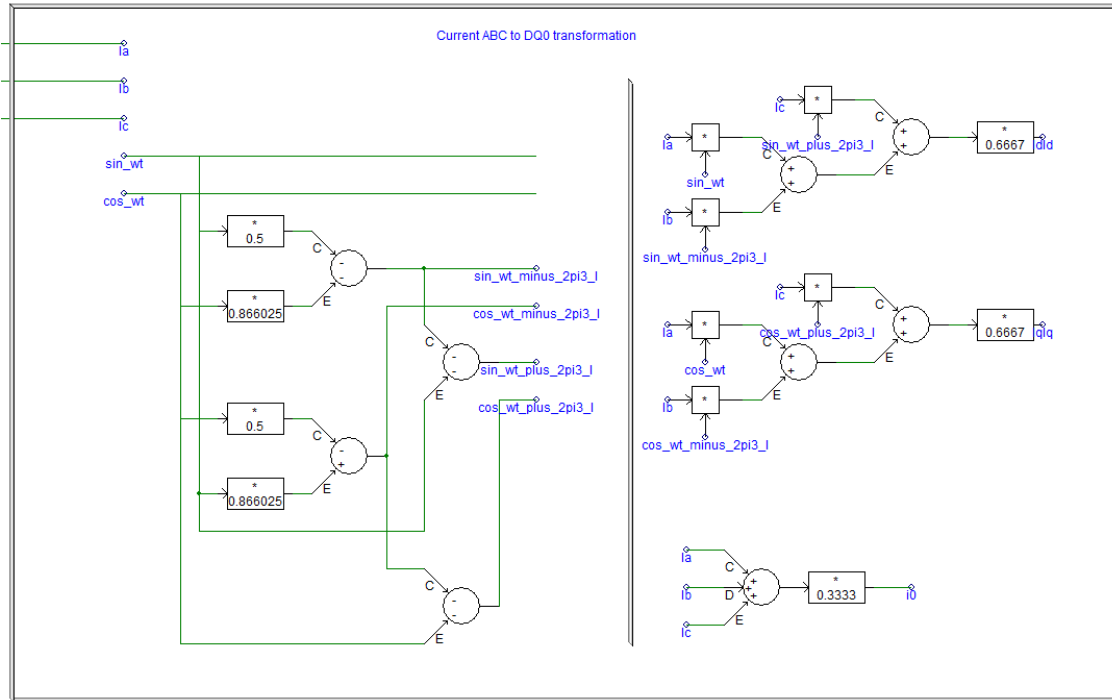 Current ABC to DQ0 transformation
Ia
Ib
Ic
sin_wt
cos_wt
*
0.5
C
-
-
*
0.866025
E
sin_wt_minus_2pi3_I
cos_wt_minus_2pi3_I
C
-
-
E
sin_wt_plus_2pi3_I
cos_wt_plus_2pi3_I
*
0.5
C
-
+
*
0.866025
E
C
-
-
E
Ic
*
C
sin_wt_plus_2pi3_I
Ia
*
C
sin_wt
+
+
E
+
+
E
*
0.6667
dId
Ib
*
sin_wt_minus_2pi3_I
Ic
*
C
cos_wt_plus_2pi3_I
Ia
*
C
cos_wt
+
+
E
+
+
E
*
0.6667
qIq
Ib
*
cos_wt_minus_2pi3_I
Ia
C
Ib
D
Ic
E
+
+
+
*
0.3333
i0